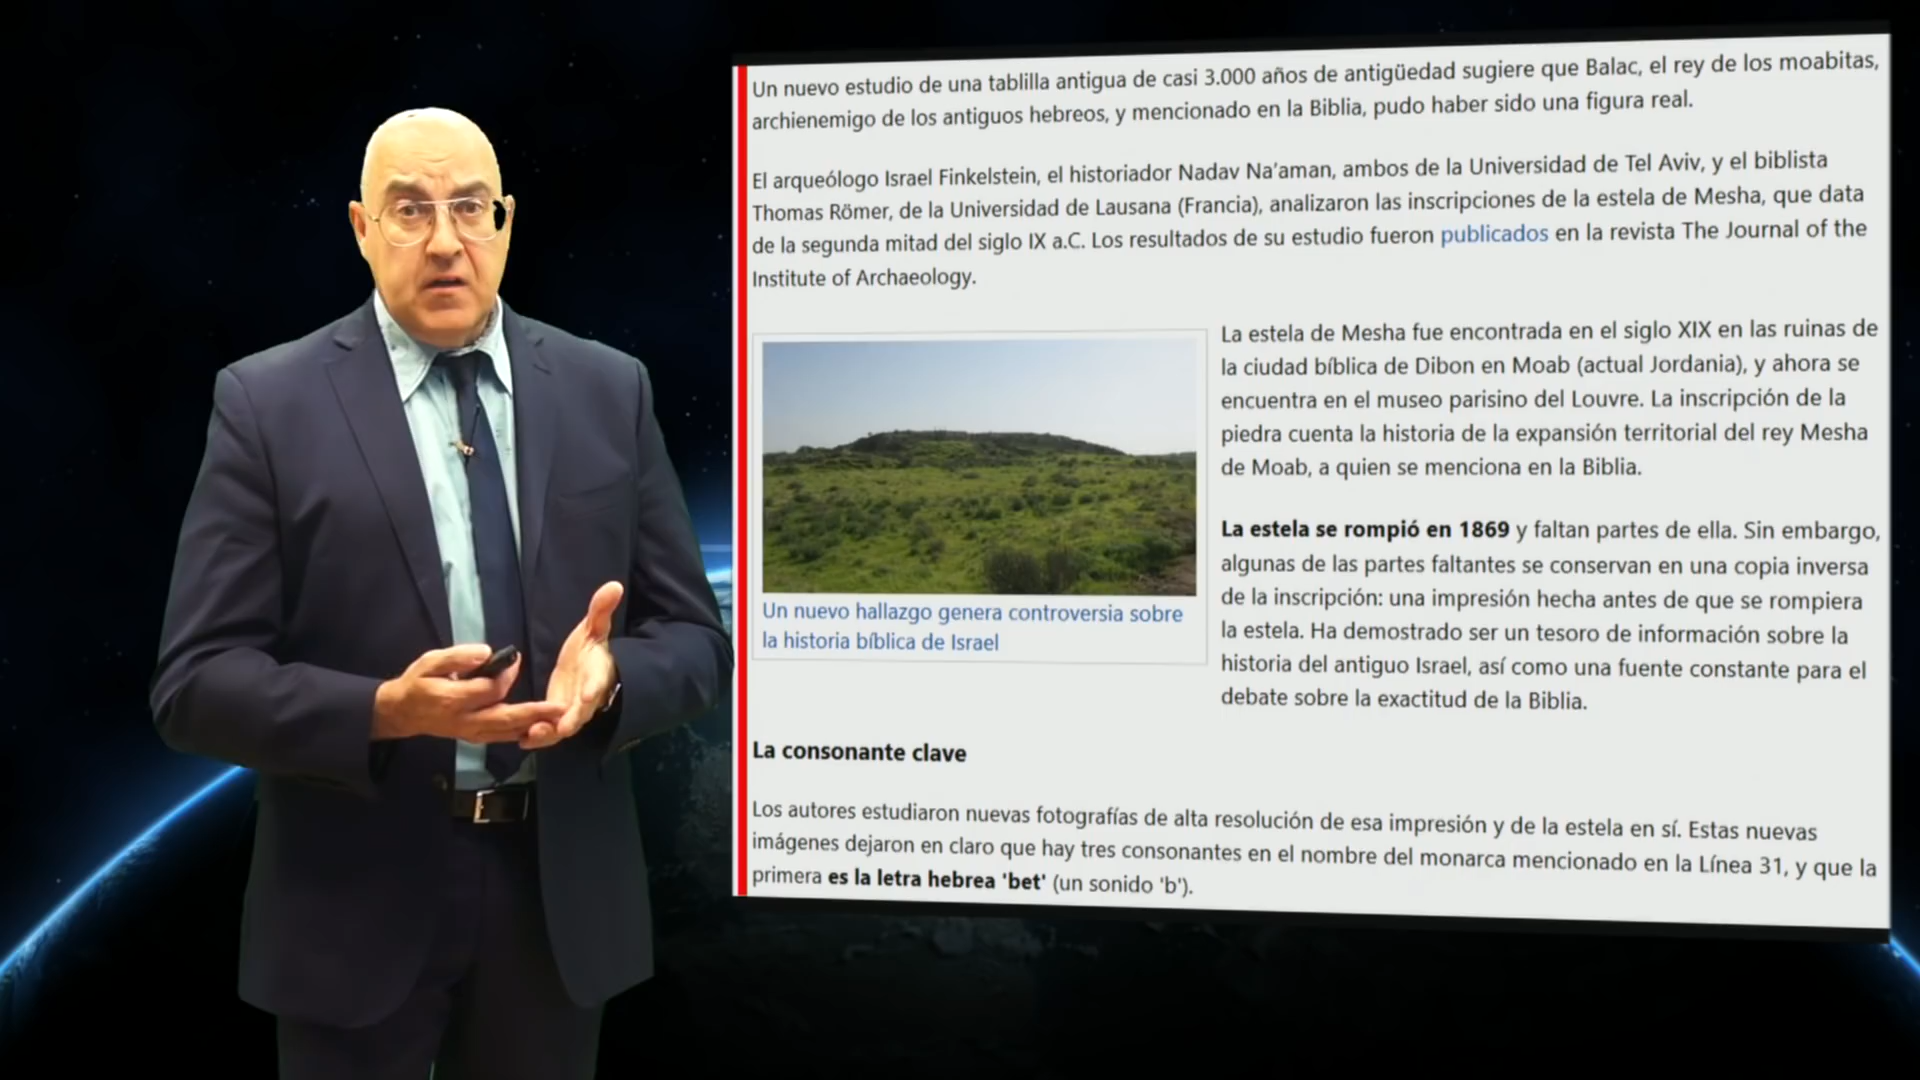 Un nuevo estudio de una tablilla antigua de casi 3.000 años de antigüedad sugiere que Balac, el rey de los moabitas,
archienemigo de los antiguos hebreos, y mencionado en la Biblia, pudo haber sido una figura real.
El arqueólogo Israel Finkelstein, el historiador Nadav Na'aman, ambos de la Universidad de Tel Aviv, y el biblista
Thomas Römer, de la Universidad de Lausana (Francia), analizaron las inscripciones de la estela de Mesha, que data
de la segunda mitad del siglo IX a.C. Los resultados de su estudio fueron publicados en la revista The Journal of the
Institute of Archaeology.
La estela de Mesha fue encontrada en el siglo XIX en las ruinas de
la ciudad bíblica de Dibon en Moab (actual Jordania), y ahora se
encuentra en el museo parisino del Louvre. La inscripción de la
piedra cuenta la historia de la expansión territorial del rey Mesha
de Moab, a quien se menciona en la Biblia.
La estela se rompió en 1869 y faltan partes de ella. Sin embargo,
algunas de las partes faltantes se conservan en una copia inversa
de la inscripción: una impresión hecha antes de que se rompiera
la estela. Ha demostrado ser un tesoro de información sobre la
historia del antiguo Israel, así como una fuente constante para el
debate sobre la exactitud de la Biblia.
Un nuevo hallazgo genera controversia sobre
la historia bíblica de Israel
La consonante clave
Los autores estudiaron nuevas fotografías de alta resolución de esa impresión y de la estela en sí. Estas nuevas
imágenes dejaron en claro que hay tres consonantes en el nombre del monarca mencionado en la Línea 31, y que la
primera es la letra hebrea 'bet' (un sonido 'b').